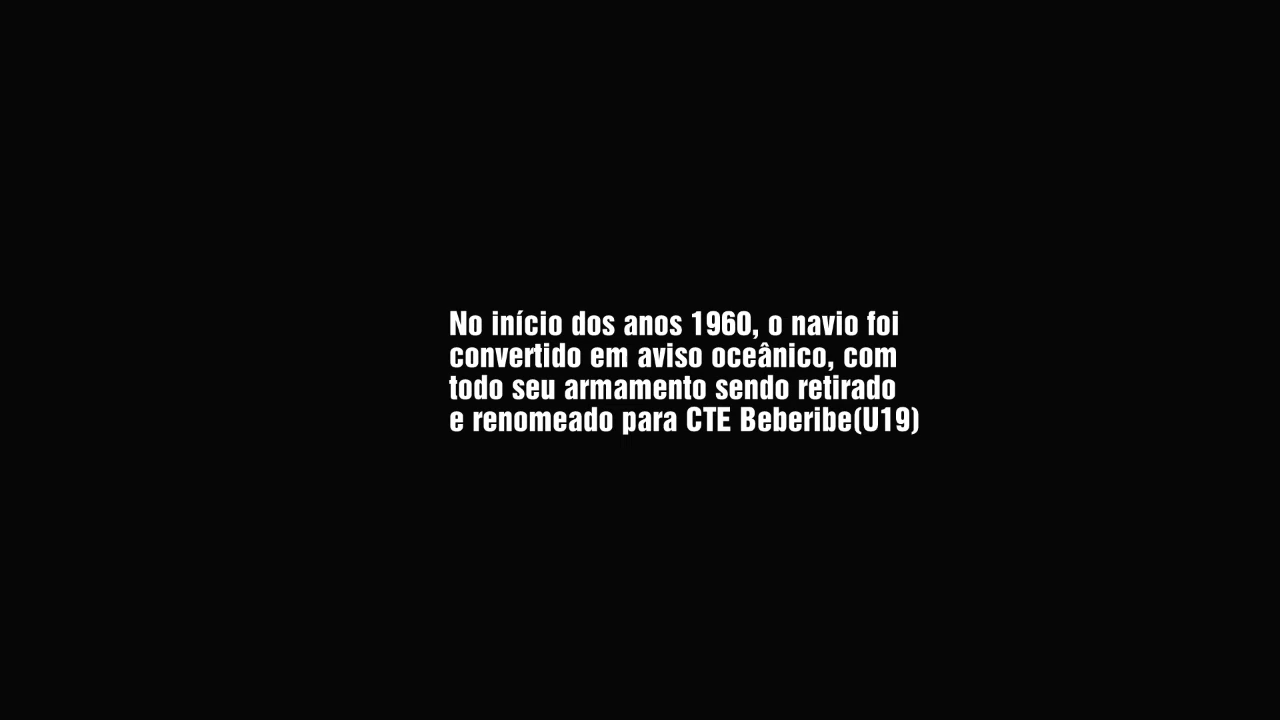 No início dos anos 1960, o navio foi
convertido em aviso oceânico, com
todo seu armamento sendo retirado
e renomeado para CTE Beberibe(U19)